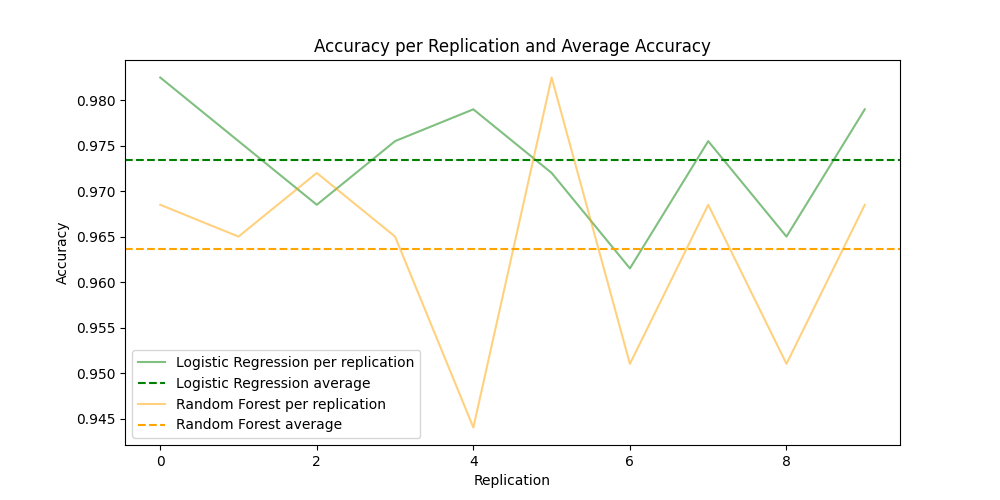 Accuracy per Replication and Average Accuracy
Accuracy
0.980
0.975
0.970
0.965
0.960
0.955
0.950
0.945
Logistic Regression per replication
Logistic Regression average
Random Forest per replication
Random Forest average
0 2 4 6 8
Replication